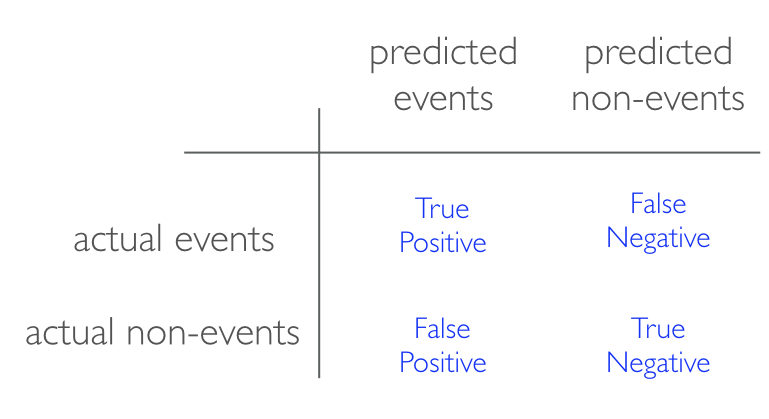 predicted events
predicted non-events
actual events
True Positive
False Negative
actual non-events
False Positive
True Negative